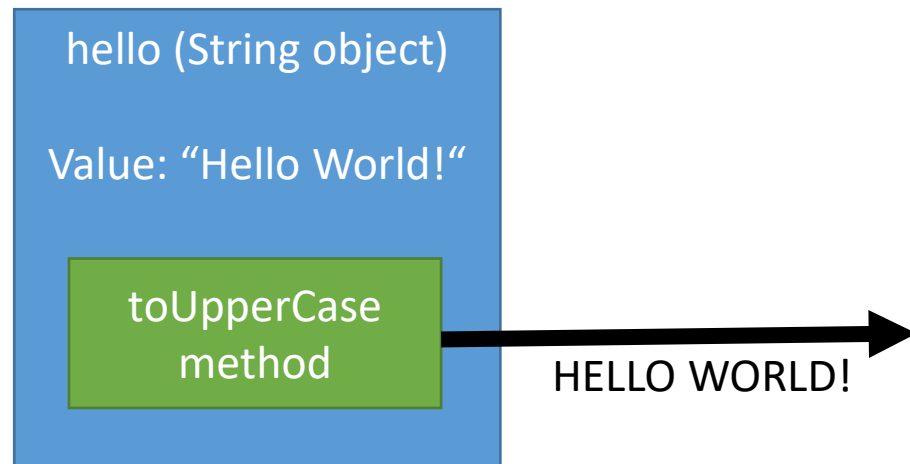 hello (String object)
Value: “Hello World!“
toUpperCase
method
HELLO WORLD!